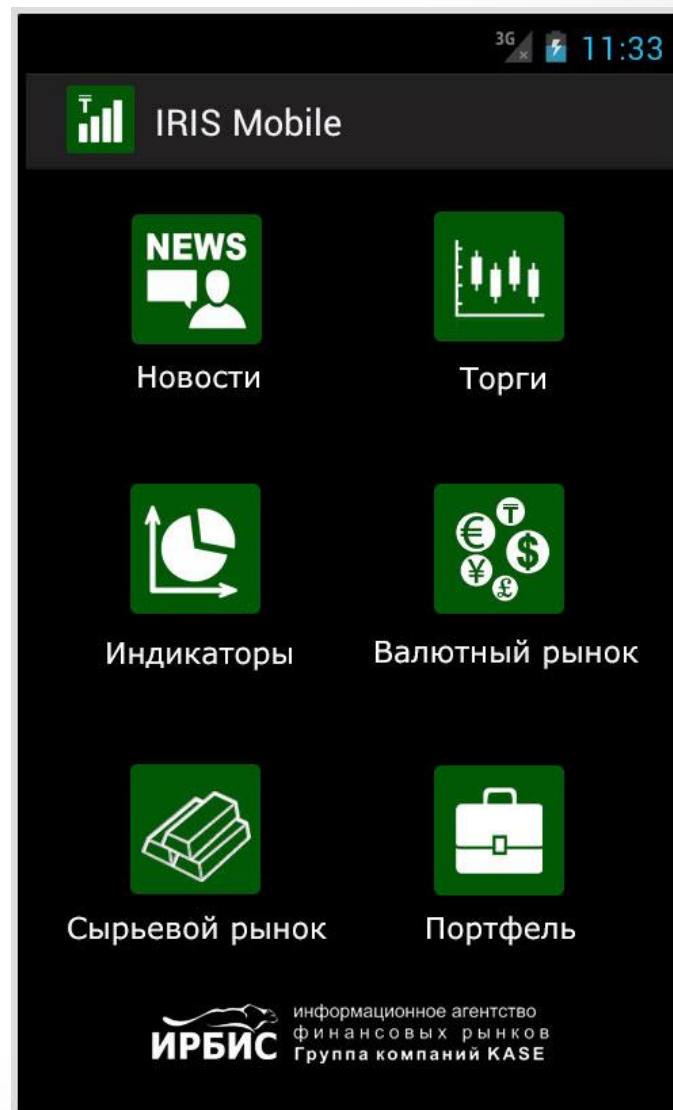 3G 11:33
IRIS Mobile
NEWS
Новости
Торги
Индикаторы
Валютный рынок
Сырьевой рынок
Портфель
ИРБИС
информационное агентство
финансовых рынков
Группа компаний KASE